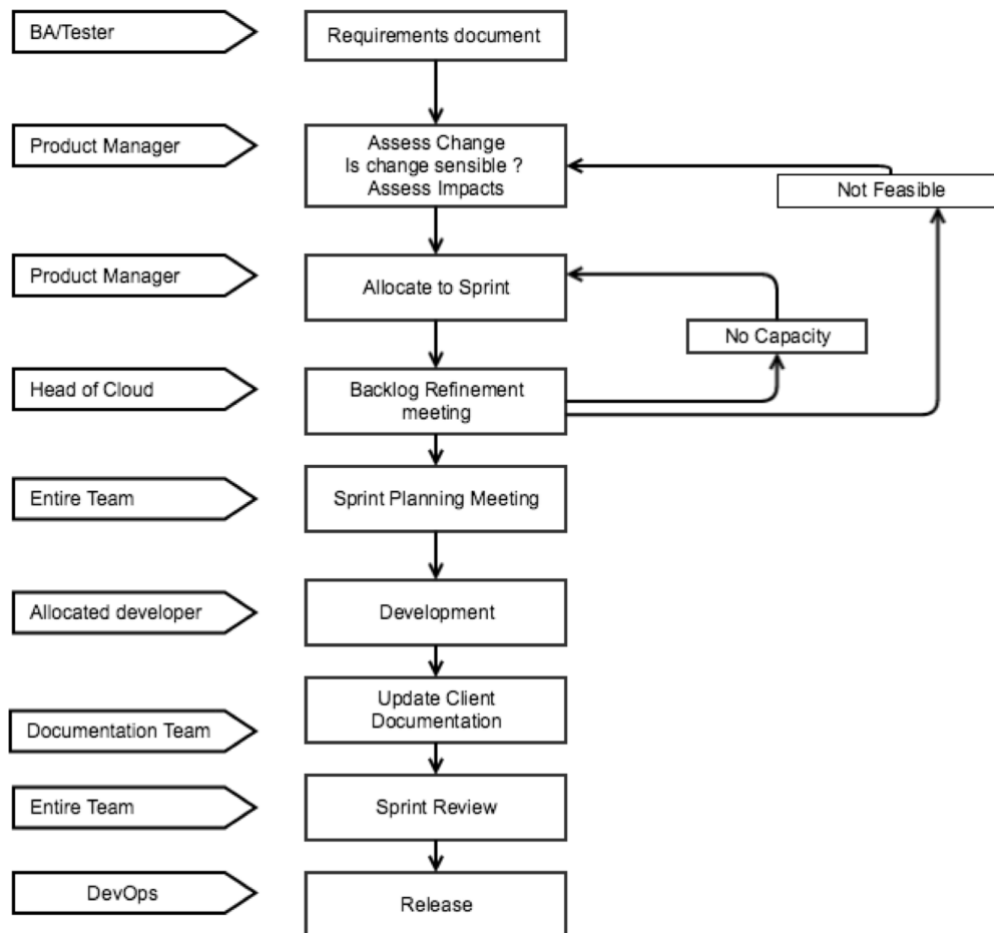 BA/Tester
Requirements document
Product Manager
Assess Change
Is change sensible ?
Assess Impacts
Not Feasible
Product Manager
Allocate to Sprint
No Capacity
Head of Cloud
Backlog Refinement
meeting
Entire Team
Sprint Planning Meeting
Allocated developer
Development
Update Client
Documentation
Documentation Team
Entire Team
Sprint Review
DevOps
Release